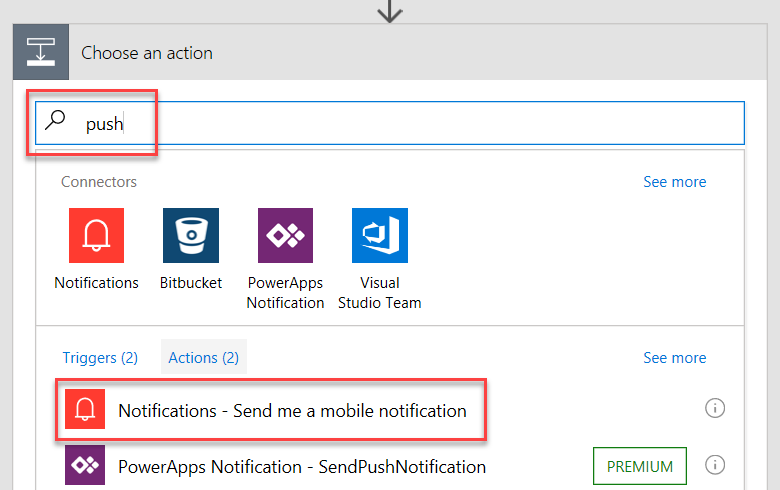 Choose an action
push
Connectors
See more
Notifications
Bitbucket
PowerApps
Notification
Visual
Studio Team
Triggers (2)
Actions (2)
See more
Notifications - Send me a mobile notification
PowerApps Notification - SendPushNotification
PREMIUM